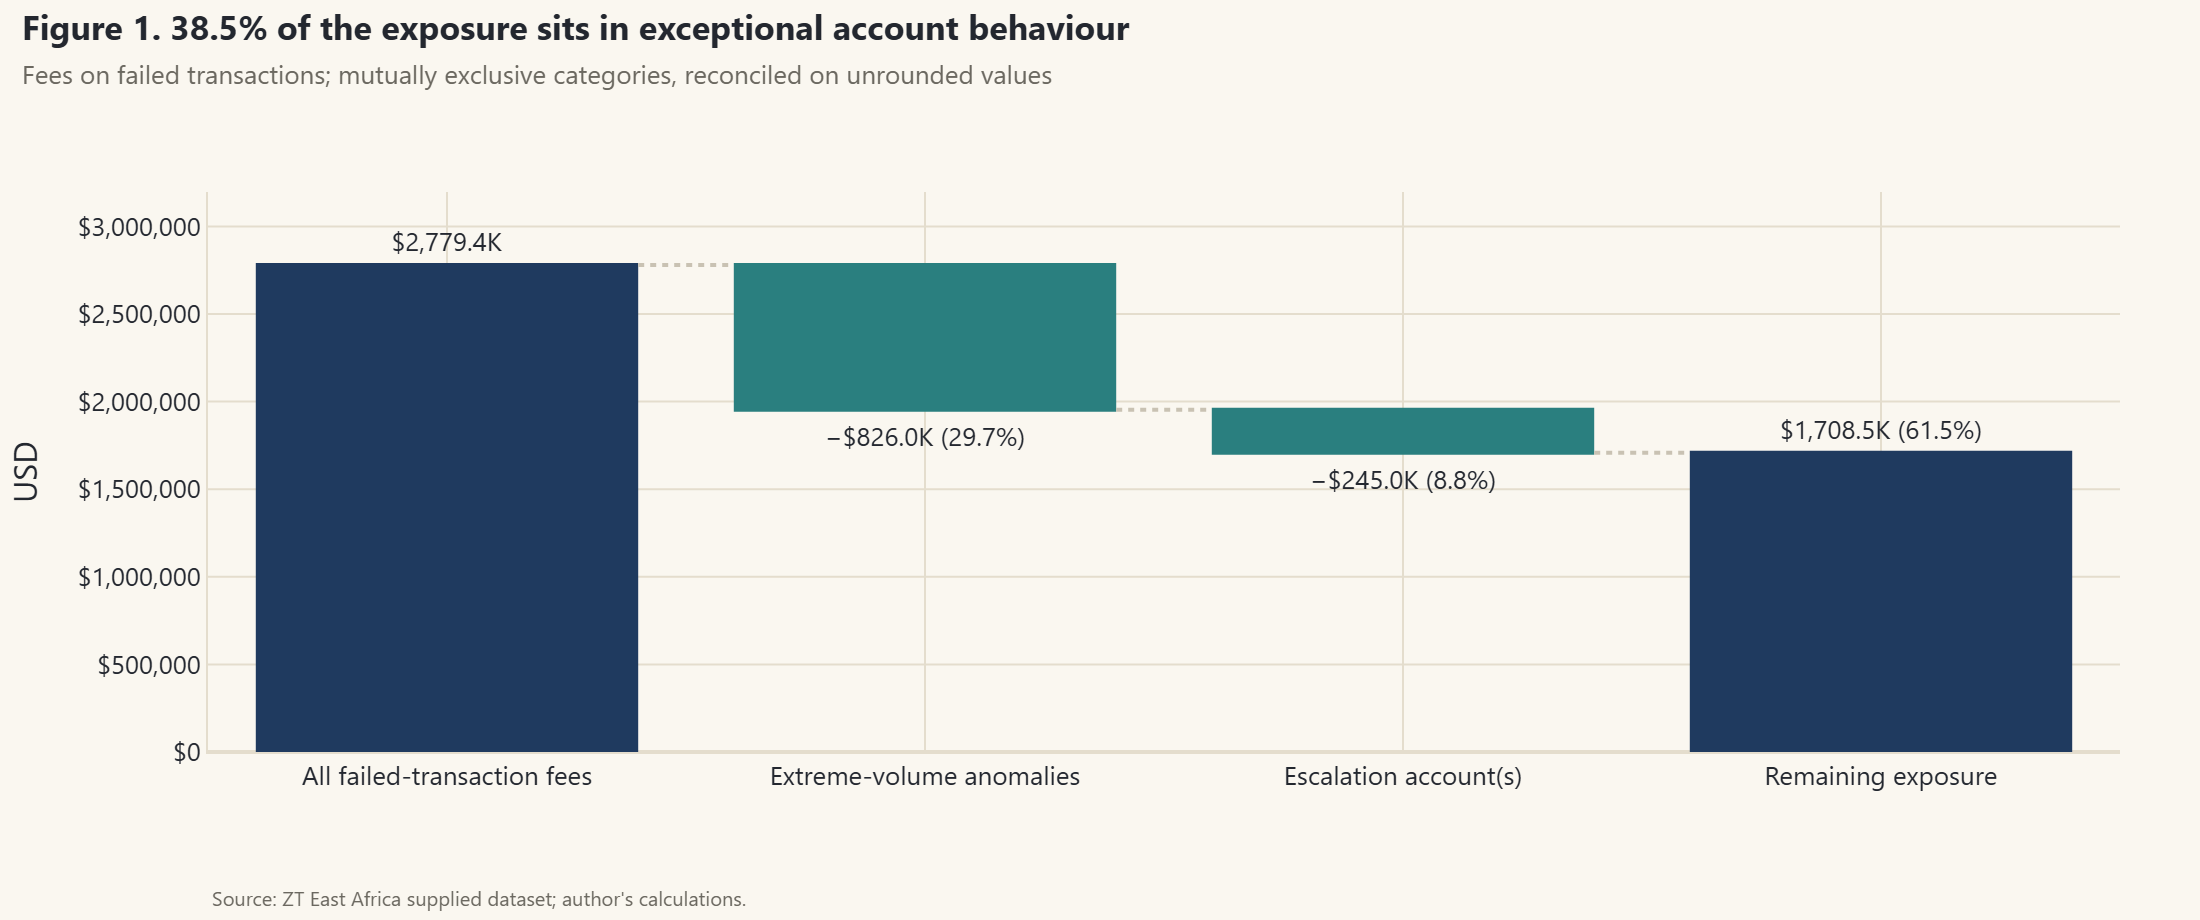 Figure 1. 38.5% of the exposure sits in exceptional account behaviour
Fees on failed transactions; mutually exclusive categories, reconciled on unrounded values
USD
$3,000,000
$2,500,000
$2,000,000
$1,500,000
$1,000,000
$500,000
$0
$2,779.4K
−$826.0K (29.7%)
−$245.0K (8.8%)
$1,708.5K (61.5%)
All failed-transaction fees
Extreme-volume anomalies
Escalation account(s)
Remaining exposure
Source: ZT East Africa supplied dataset; author's calculations.